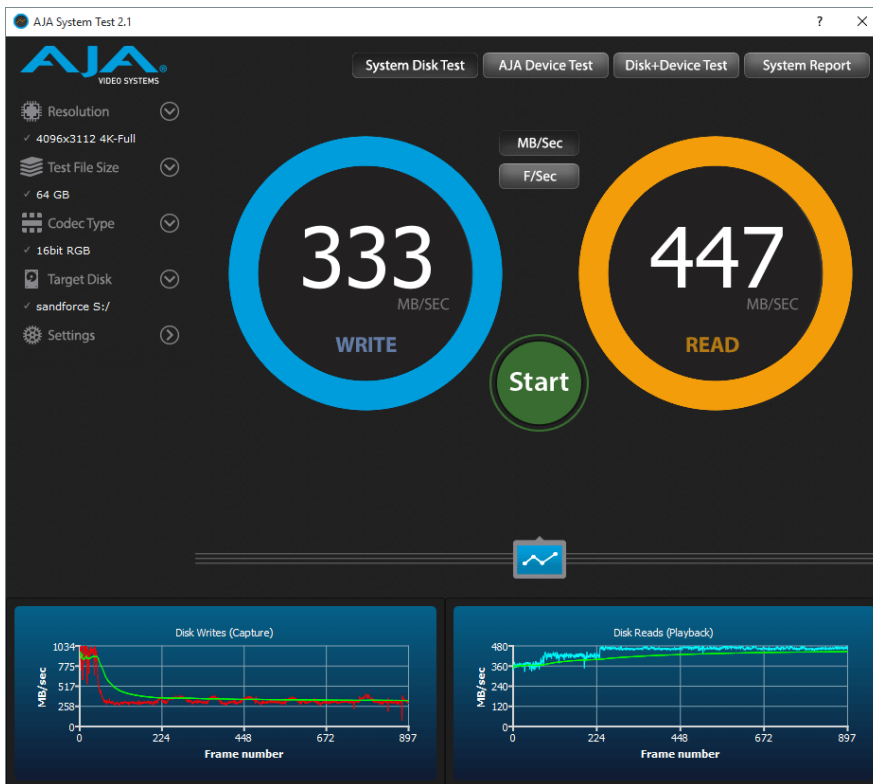 AJA System Test 2.1
?
AJA
VIDEO SYSTEMS
System Disk Test
AJA Device Test
Disk+Device Test
System Report
Resolution
4096x3112 4K-Full
Test File Size
64 GB
Codec Type
16bit RGB
Target Disk
sandforce S:/
Settings
MB/Sec
F/Sec
333
MB/SEC
WRITE
447
MB/SEC
READ
Start
Disk Writes (Capture)
MB/sec
1034
775
517
258
0
0 224 448 672 897
Frame number
Disk Reads (Playback)
MB/sec
480
360
240
120
0
0 224 448 672 897
Frame number